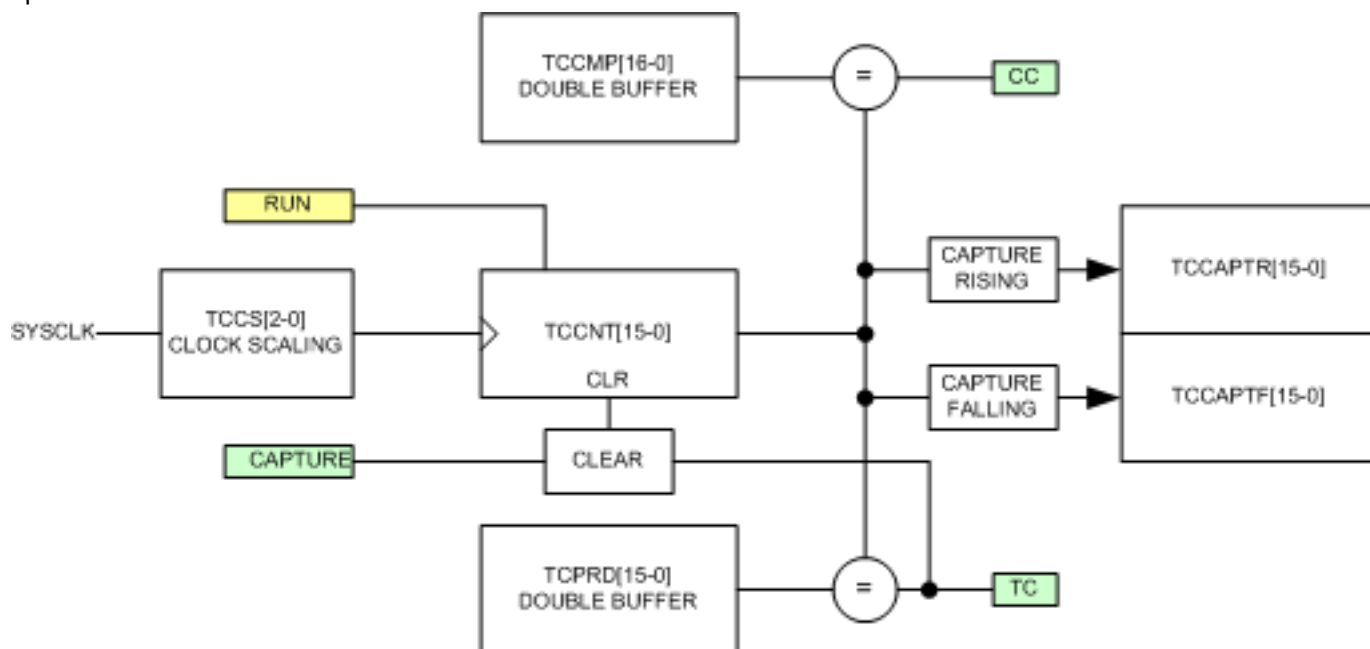 TCCMP[16-0]
DOUBLE BUFFER
=
CC
RUN
CAPTURE
RISING
TCCAPTR[15-0]
SYSCLK
TCCS[2-0]
CLOCK SCALING
TCCNT[15-0]
CLR
CAPTURE
FALLING
TCCAPTF[15-0]
CAPTURE
CLEAR
TCPRD[15-0]
DOUBLE BUFFER
=
TC